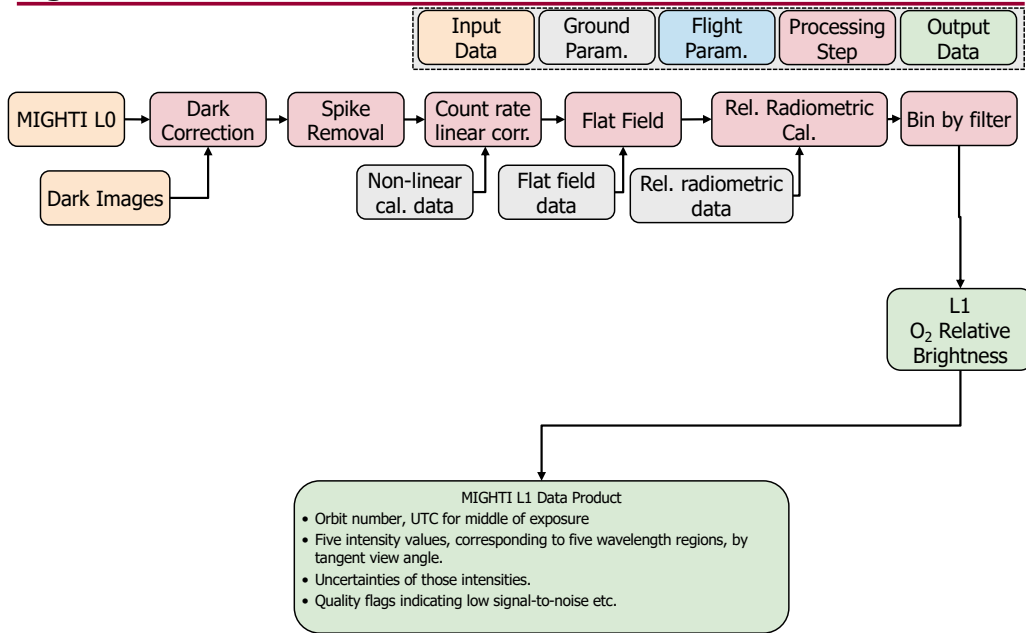 Input
Data
Ground
Param.
Flight
Param.
Processing
Step
Output
Data
MIGHTI L0
Dark
Correction
Spike
Removal
Count rate
linear corr.
Flat Field
Rel. Radiometric
Cal.
Bin by filter
Dark Images
Non-linear
cal. data
Flat field
data
Rel. radiometric
data
L1
O₂ Relative
Brightness
MIGHTI L1 Data Product
• Orbit number, UTC for middle of exposure
• Five intensity values, corresponding to five wavelength regions, by
tangent view angle.
• Uncertainties of those intensities.
• Quality flags indicating low signal-to-noise etc.